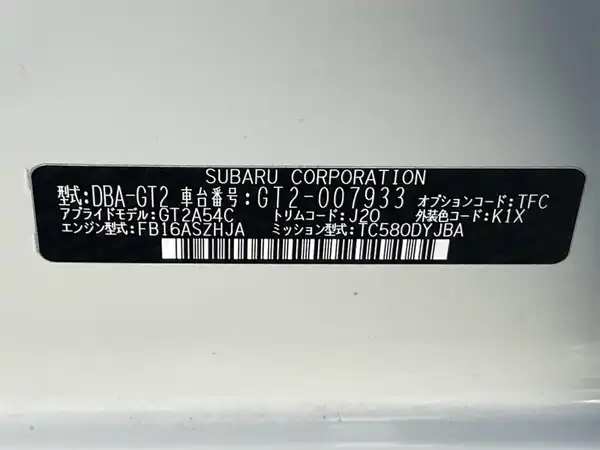 SUBARU CORPORATION
型式:DBA-GT2 車台番号:GT2-007933 オプションコード:TFC
アプライドモデル:GT2A54C トリムコード:J20 外装色コード:K1X
エンジン型式:FB16ASZHJA ミッション型式:TC580DYJBA